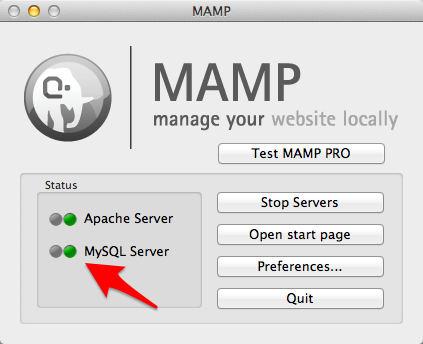 MAMP
MAMP
manage your website locally
Test MAMP PRO
Status
Apache Server
MySQL Server
Stop Servers
Open start page
Preferences...
Quit